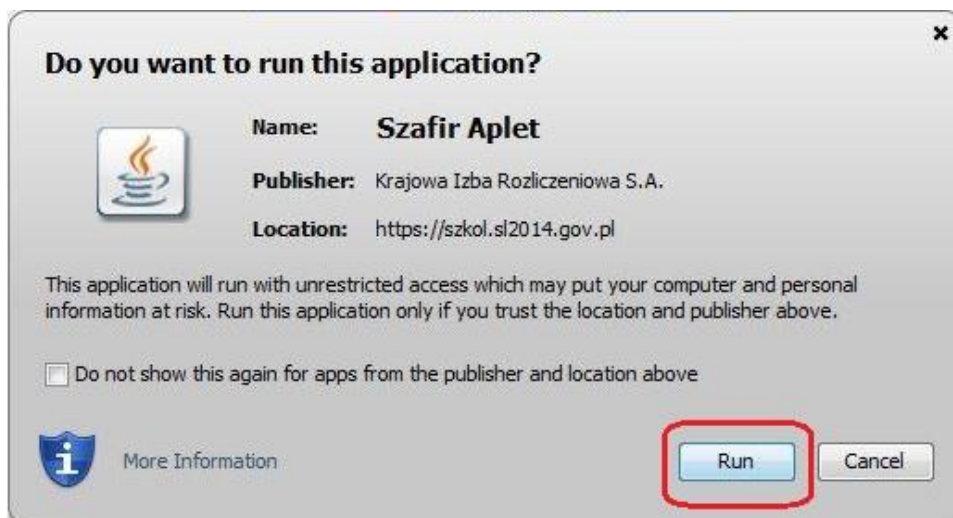 Do you want to run this application?
Name: Szafir Aplet
Publisher: Krajowa Izba Rozliczeniowa S.A.
Location: https://szkol.sl2014.gov.pl
This application will run with unrestricted access which may put your computer and personal
information at risk. Run this application only if you trust the location and publisher above.
Do not show this again for apps from the publisher and location above
More Information
Run Cancel